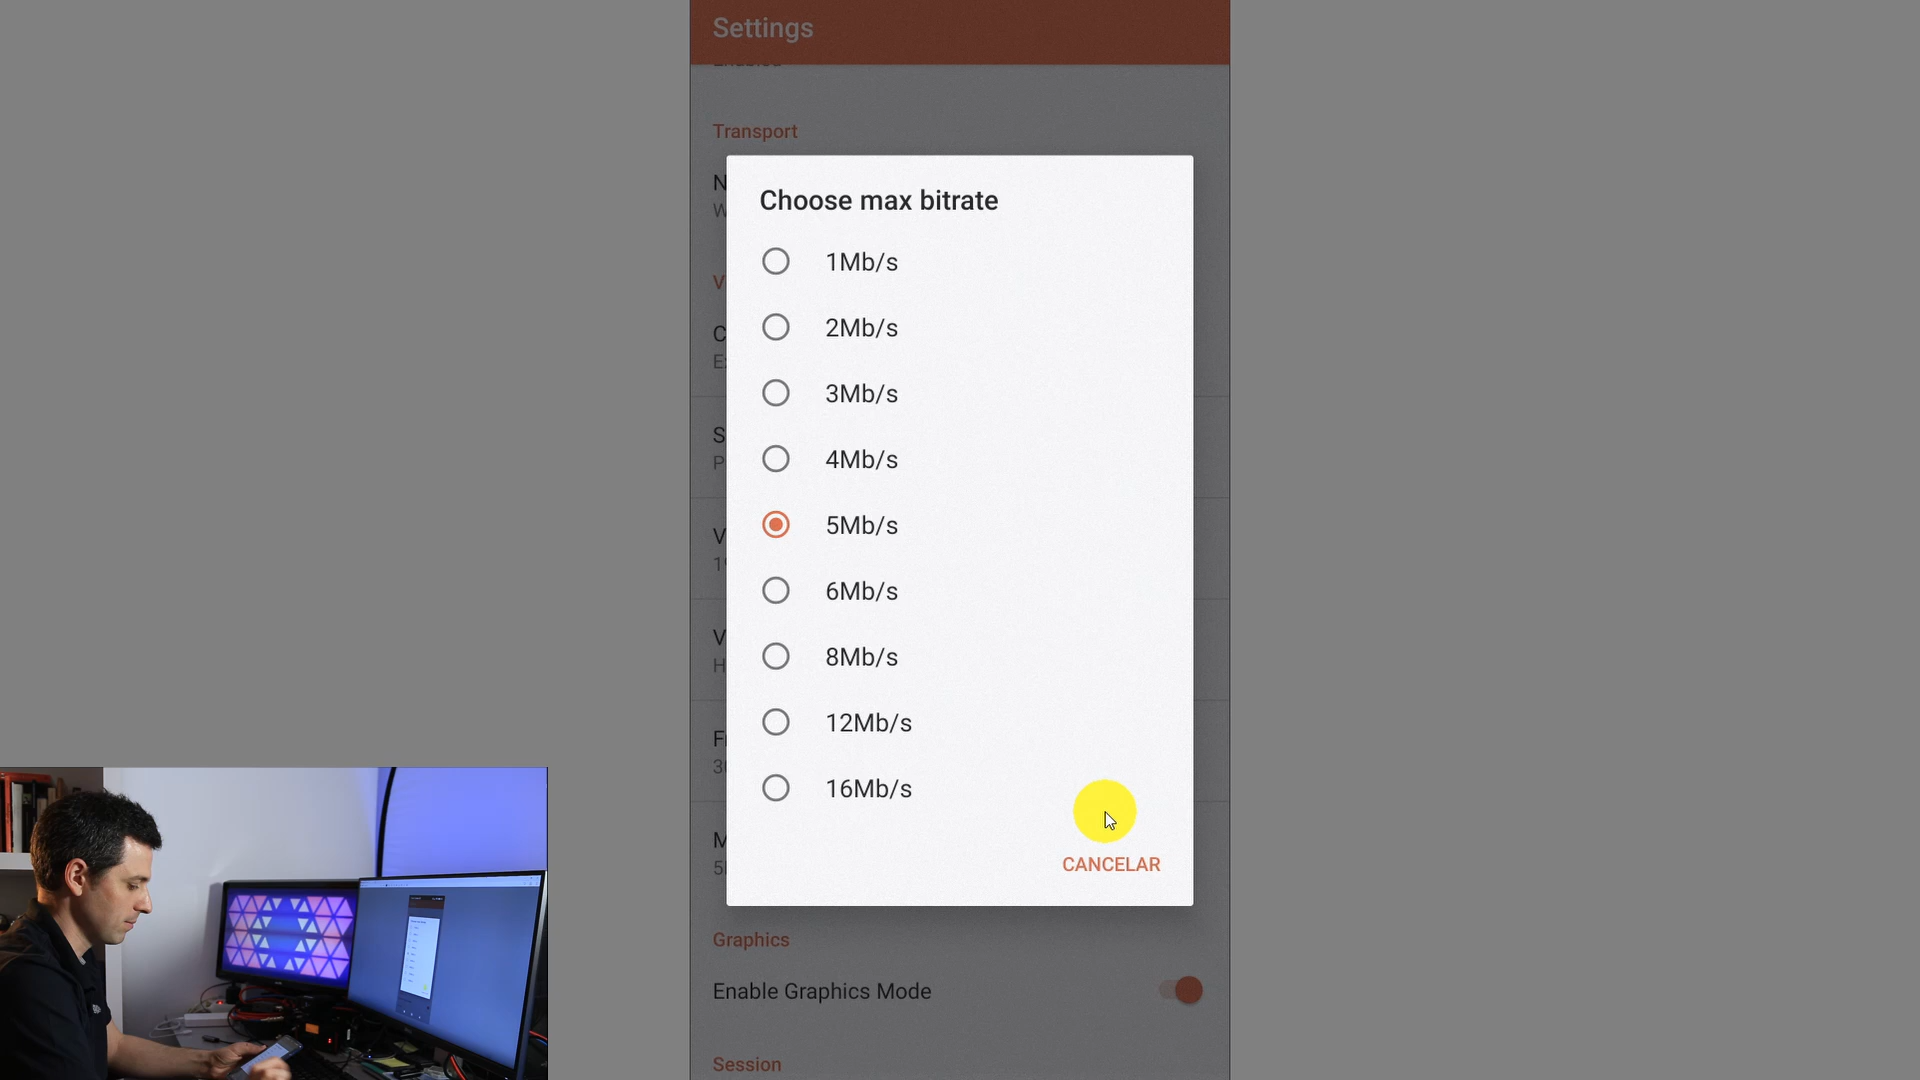 Settings
Enabled
Transport
Choose max bitrate
1Mb/s
2Mb/s
3Mb/s
4Mb/s
5Mb/s
6Mb/s
8Mb/s
12Mb/s
16Mb/s
CANCELAR
Graphics
Enable Graphics Mode
Session